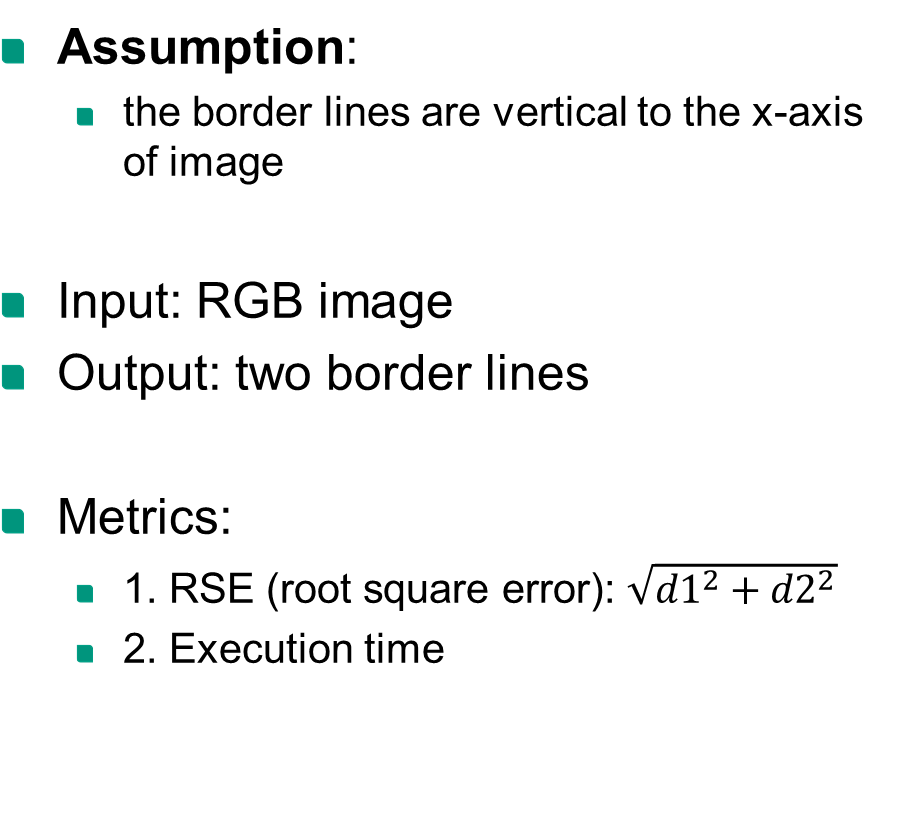 Assumption:
the border lines are vertical to the x-axis
of image
Input: RGB image
Output: two border lines
Metrics:
1. RSE (root square error): √(d1² + d2²)
2. Execution time